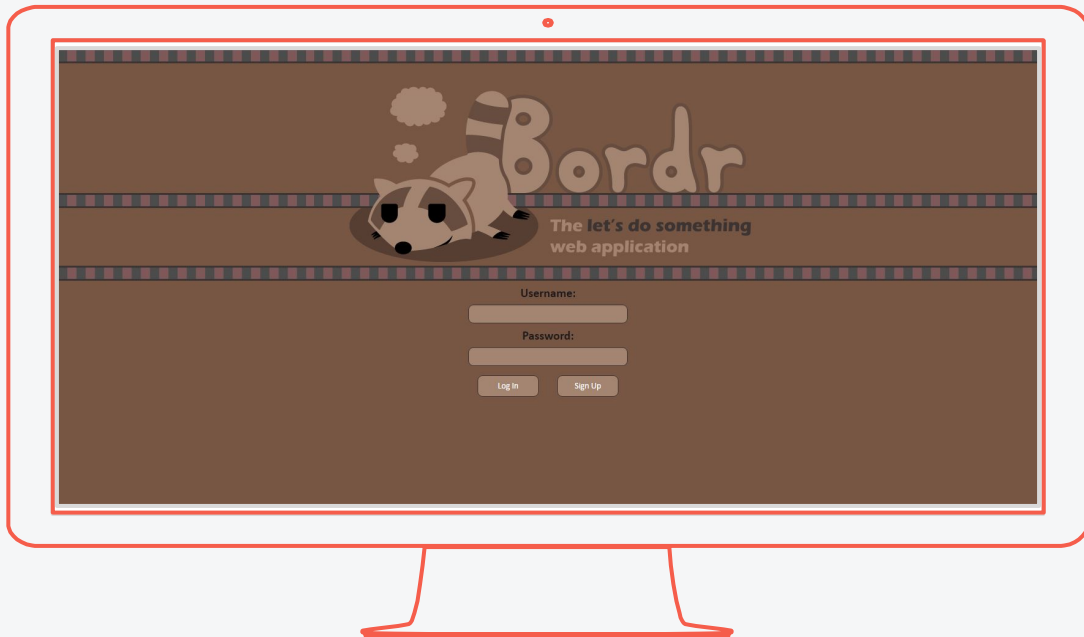 Bordr
The let's do something
web application
Username:
Password:
Log In
Sign Up